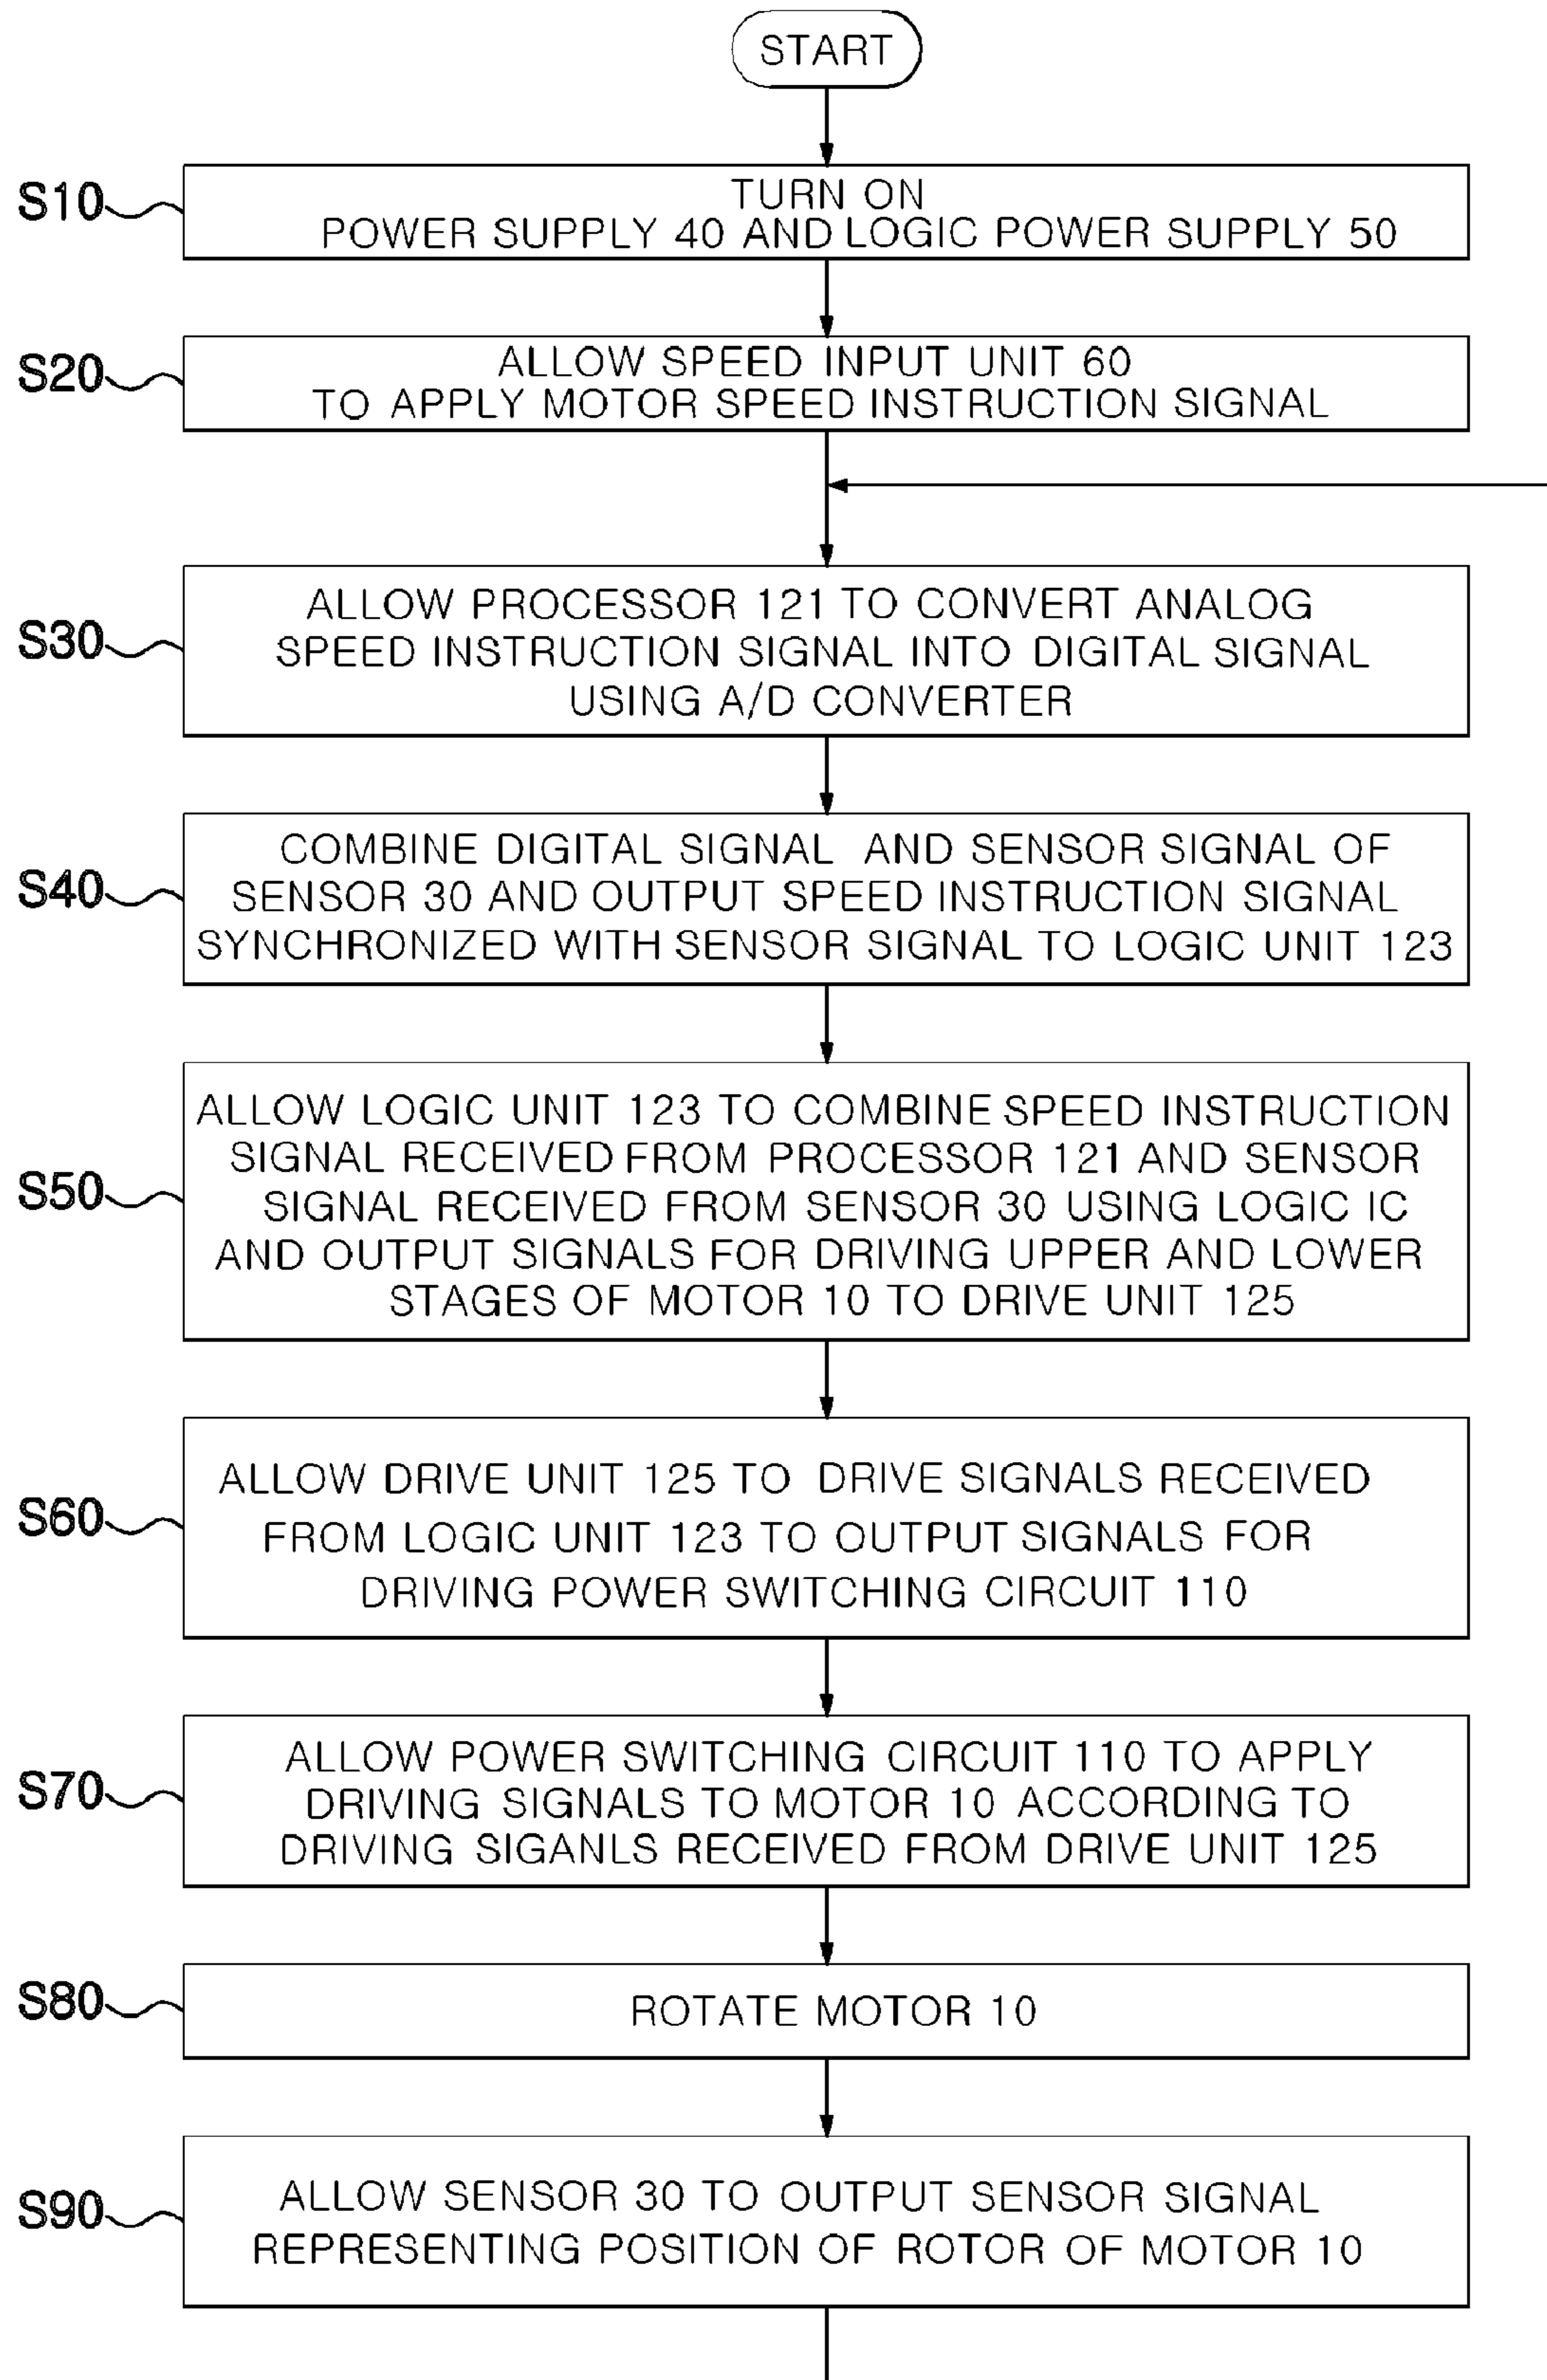 START
S10
TURN ON
POWER SUPPLY 40 AND LOGIC POWER SUPPLY 50
S20
ALLOW SPEED INPUT UNIT 60
TO APPLY MOTOR SPEED INSTRUCTION SIGNAL
S30
ALLOW PROCESSOR 121 TO CONVERT ANALOG
SPEED INSTRUCTION SIGNAL INTO DIGITAL SIGNAL
USING A/D CONVERTER
S40
COMBINE DIGITAL SIGNAL AND SENSOR SIGNAL OF
SENSOR 30 AND OUTPUT SPEED INSTRUCTION SIGNAL
SYNCHRONIZED WITH SENSOR SIGNAL TO LOGIC UNIT 123
S50
ALLOW LOGIC UNIT 123 TO COMBINE SPEED INSTRUCTION
SIGNAL RECEIVED FROM PROCESSOR 121 AND SENSOR
SIGNAL RECEIVED FROM SENSOR 30 USING LOGIC IC
AND OUTPUT SIGNALS FOR DRIVING UPPER AND LOWER
STAGES OF MOTOR 10 TO DRIVE UNIT 125
S60
ALLOW DRIVE UNIT 125 TO DRIVE SIGNALS RECEIVED
FROM LOGIC UNIT 123 TO OUTPUT SIGNALS FOR
DRIVING POWER SWITCHING CIRCUIT 110
S70
ALLOW POWER SWITCHING CIRCUIT 110 TO APPLY
DRIVING SIGNALS TO MOTOR 10 ACCORDING TO
DRIVING SIGANLS RECEIVED FROM DRIVE UNIT 125
S80
ROTATE MOTOR 10
S90
ALLOW SENSOR 30 TO OUTPUT SENSOR SIGNAL
REPRESENTING POSITION OF ROTOR OF MOTOR 10